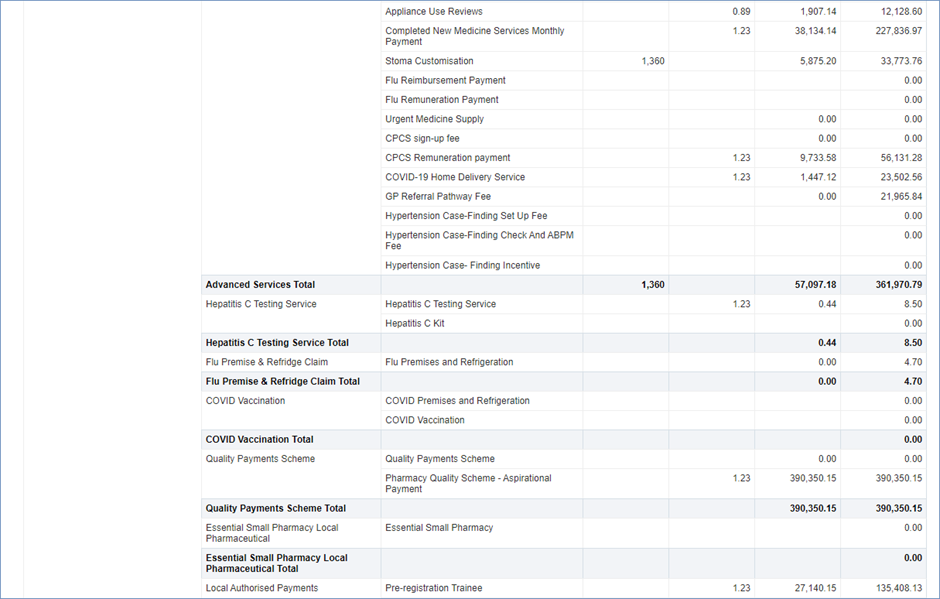 Appliance Use Reviews 0.89 1,907.14 12,128.60
Completed New Medicine Services Monthly 1.23 38,134.14 227,836.97
Payment
Stoma Customisation 1,360 5,875.20 33,773.76
Flu Reimbursement Payment 0.00
Flu Remuneration Payment 0.00
Urgent Medicine Supply 0.00 0.00
CPCS sign-up fee 0.00 0.00
CPCS Remuneration payment 1.23 9,733.58 56,131.28
COVID-19 Home Delivery Service 1.23 1,447.12 23,502.56
GP Referral Pathway Fee 0.00 21,965.84
Hypertension Case-Finding Set Up Fee 0.00
Hypertension Case-Finding Check And ABPM 0.00
Fee
Hypertension Case- Finding Incentive 0.00
Advanced Services Total 1,360 57,097.18 361,970.79
Hepatitis C Testing Service Hepatitis C Testing Service 1.23 0.44 8.50
Hepatitis C Kit 0.00
Hepatitis C Testing Service Total 0.44 8.50
Flu Premise & Refridge Claim Flu Premises and Refrigeration 0.00 4.70
Flu Premise & Refridge Claim Total 0.00 4.70
COVID Vaccination COVID Premises and Refrigeration 0.00
COVID Vaccination 0.00
COVID Vaccination Total 0.00
Quality Payments Scheme Quality Payments Scheme 0.00 0.00
Pharmacy Quality Scheme - Aspirational 1.23 390,350.15 390,350.15
Payment
Quality Payments Scheme Total 390,350.15 390,350.15
Essential Small Pharmacy Local Essential Small Pharmacy 0.00
Pharmaceutical
Essential Small Pharmacy Local 0.00
Pharmaceutical Total
Local Authorised Payments Pre-registration Trainee 1.23 27,140.15 135,408.13